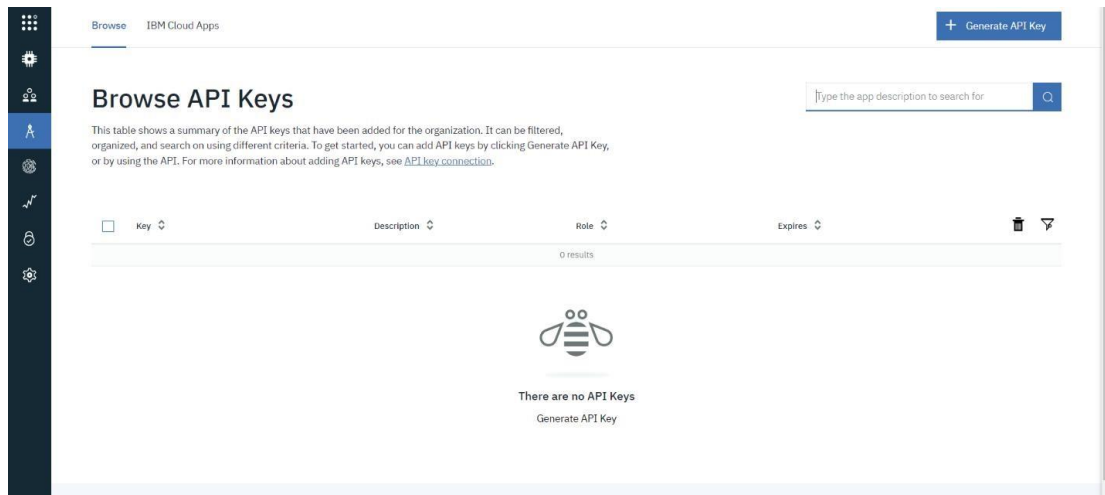 Browse IBM Cloud Apps
+ Generate API Key
Browse API Keys
Type the app description to search for
This table shows a summary of the API keys that have been added for the organization. It can be filtered,
organized, and search on using different criteria. To get started, you can add API keys by clicking Generate API Key,
or by using the API. For more information about adding API keys, see API key connection.
Key Description Role Expires
0 results
There are no API Keys
Generate API Key